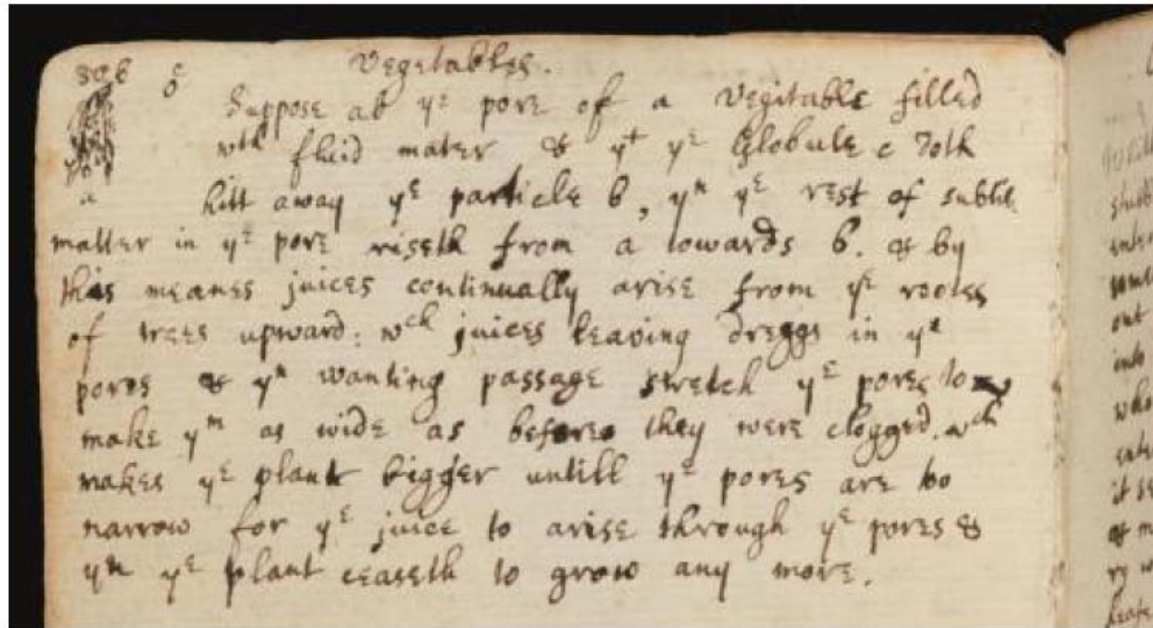 Vegetables.
Suppose ab yᵉ pore of a Vegitable filled
wᵗʰ fluid mater & yᵗ yᵉ Globule c doth
hitt away yᵉ particle b, yⁿ yᵉ rest of subtile
matter in yᵉ pore riseth from a towards b. & by
this meanes juices continually arise from yᵉ rootes
of trees upward: wᶜʰ juices leaving dreggs in yᵉ
pores & yⁿ wanting passage stretch yᵉ pores to
make yᵐ as wide as before they were clogged. wᶜʰ
makes yᵉ plant bigger untill yᵉ pores are too
narrow for yᵉ juice to arise through yᵉ pores &
yⁿ yᵉ plant ceaseth to grow any more.